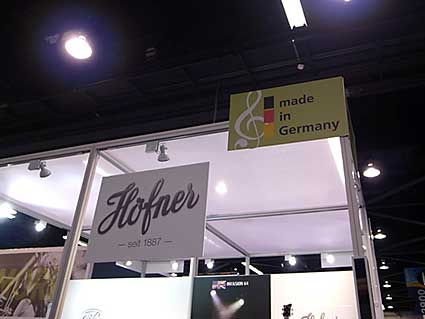 made
in
Germany
Höfner
– seit 1887 –